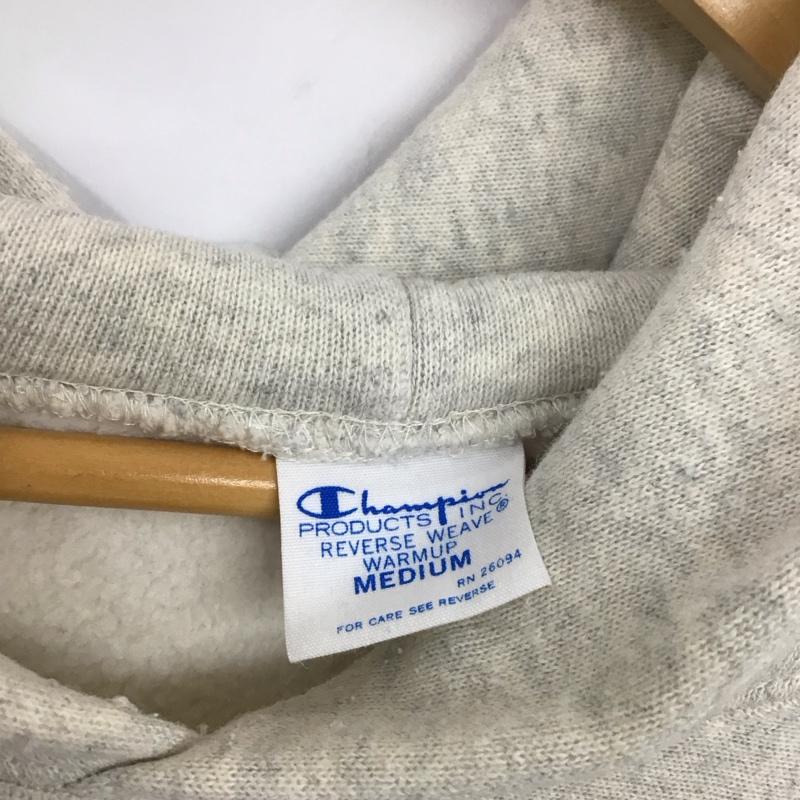 Champion
PRODUCTS INC.
REVERSE WEAVE®
WARMUP
MEDIUM
RN 26094
FOR CARE SEE REVERSE